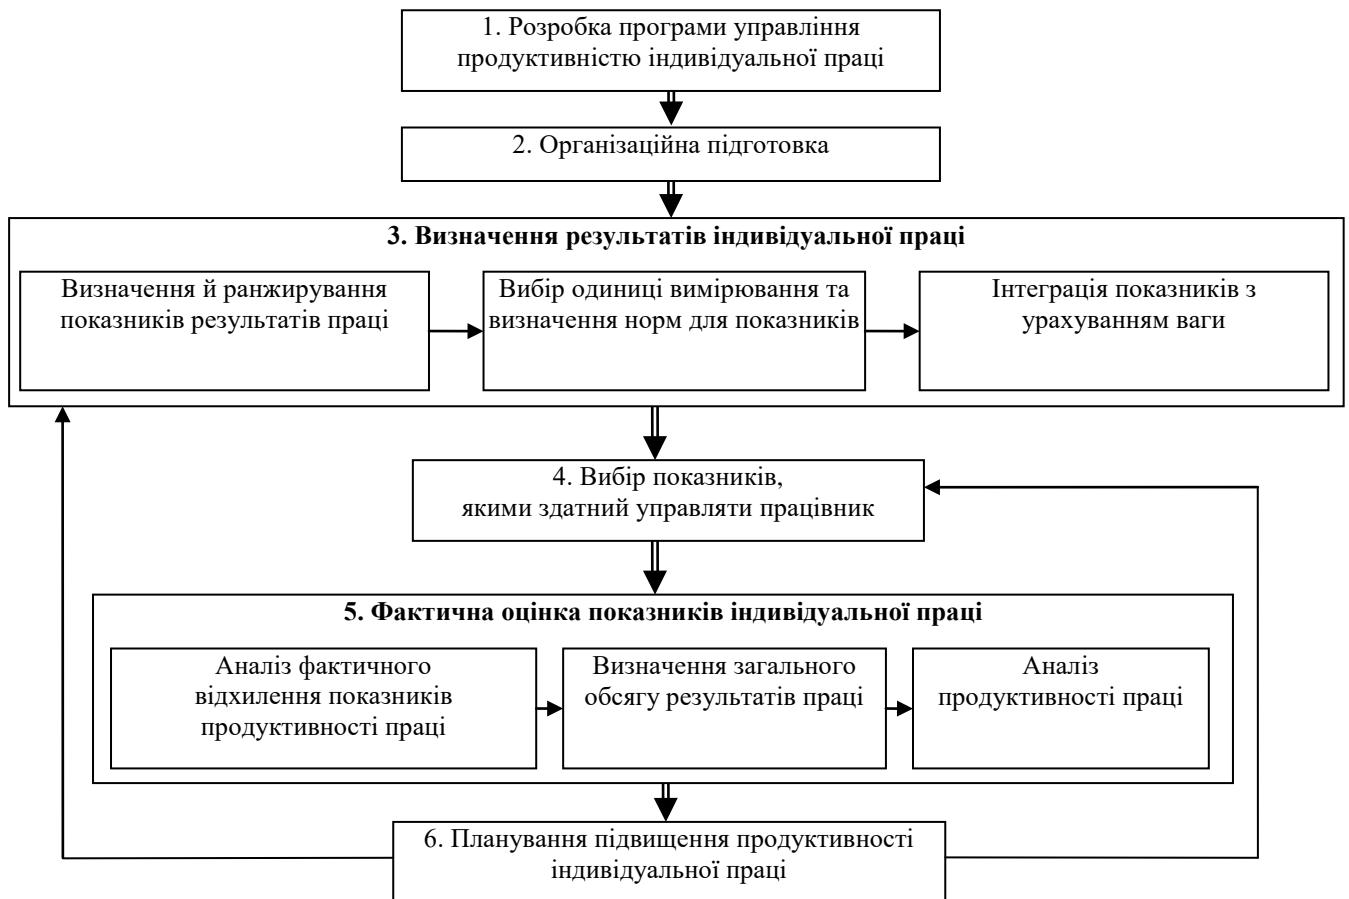 1. Розробка програми управління
продуктивністю індивідуальної праці
2. Організаційна підготовка
3. Визначення результатів індивідуальної праці
Визначення й ранжирування
показників результатів праці
Вибір одиниці вимірювання та
визначення норм для показників
Інтеграція показників з
урахуванням ваги
4. Вибір показників,
якими здатний управляти працівник
5. Фактична оцінка показників індивідуальної праці
Аналіз фактичного
відхилення показників
продуктивності праці
Визначення загального
обсягу результатів праці
Аналіз
продуктивності праці
6. Планування підвищення продуктивності
індивідуальної праці